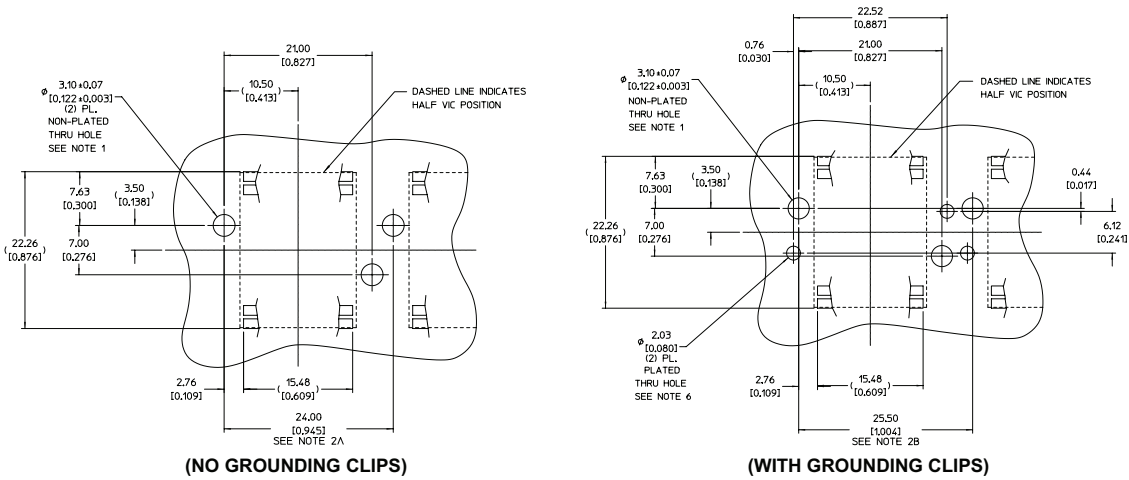 21.00
[0.827]
3.10±0.07
ø [0.122±0.003]
(2) PL.
NON-PLATED
THRU HOLE
SEE NOTE 1
(10.50)
[0.413]
DASHED LINE INDICATES
HALF VIC POSITION
7.63
[0.300]
(3.50)
[0.138]
(22.26)
[0.876]
7.00
[0.276]
2.76
[0.109]
(15.48)
[0.609]
24.00
[0.945]
SEE NOTE 2A
(NO GROUNDING CLIPS)
22.52
[0.887]
0.76
[0.030]
21.00
[0.827]
3.10±0.07
ø [0.122±0.003]
NON-PLATED
THRU HOLE
SEE NOTE 1
(10.50)
[0.413]
DASHED LINE INDICATES
HALF VIC POSITION
7.63
[0.300]
(3.50)
[0.138]
0.44
[0.017]
(22.26)
[0.876]
7.00
[0.276]
6.12
[0.241]
ø 2.03
[0.080]
(2) PL.
PLATED
THRU HOLE
SEE NOTE 6
2.76
[0.109]
(15.48)
[0.609]
25.50
[1.004]
SEE NOTE 2B
(WITH GROUNDING CLIPS)